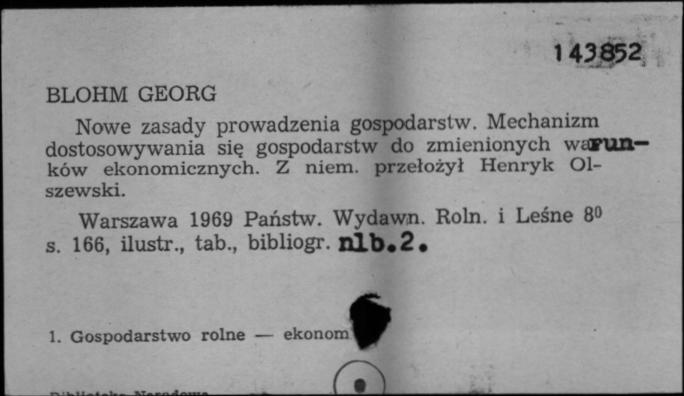 143852
BLOHM GEORG
Nowe zasady prowadzenia gospodarstw. Mechanizm
dostosowywania się gospodarstw do zmienionych warun-
ków ekonomicznych. Z niem. przełożył Henryk Ol-
szewski.
Warszawa 1969 Państw. Wydawn. Roln. i Leśne 8⁰
s. 166, ilustr., tab., bibliogr. nlb.2.
1. Gospodarstwo rolne — ekonom